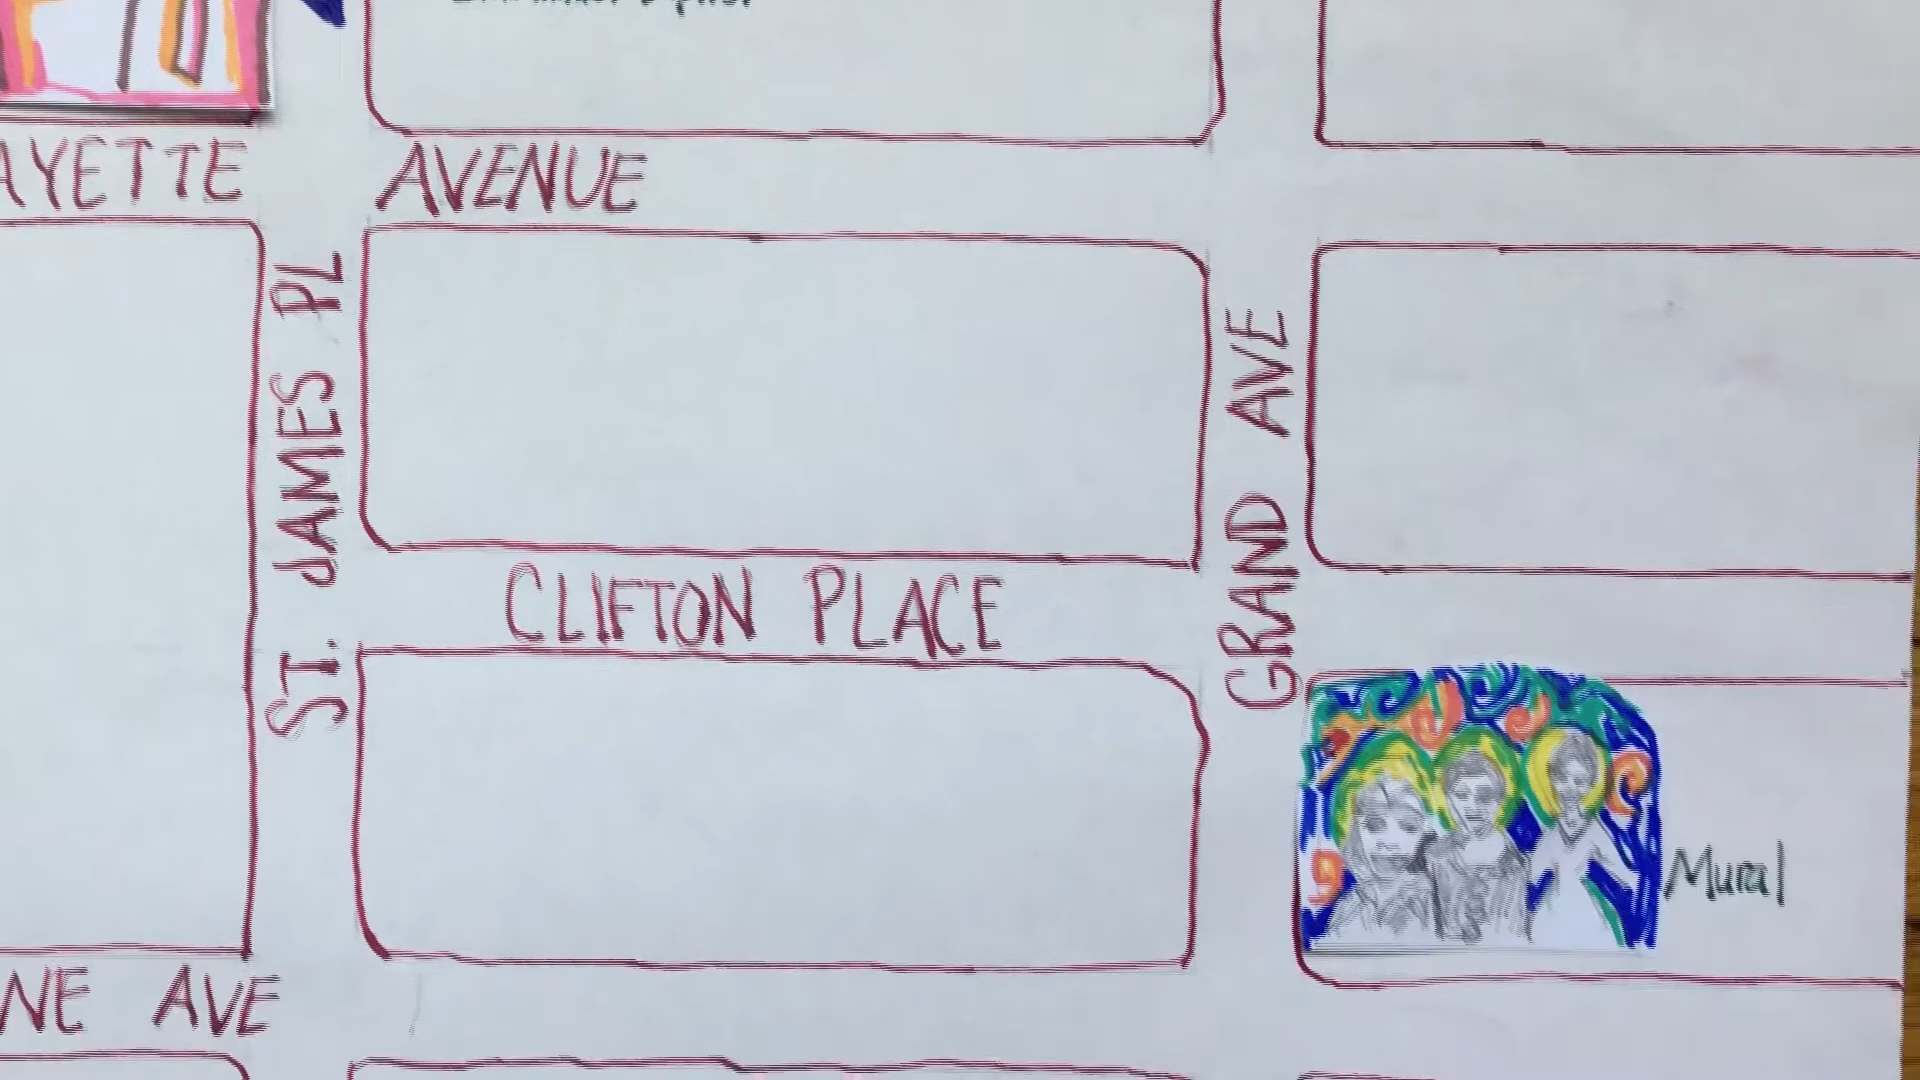 AYETTE AVENUE
ST. JAMES PL
GRAND AVE
CLIFTON PLACE
Mural
NE AVE